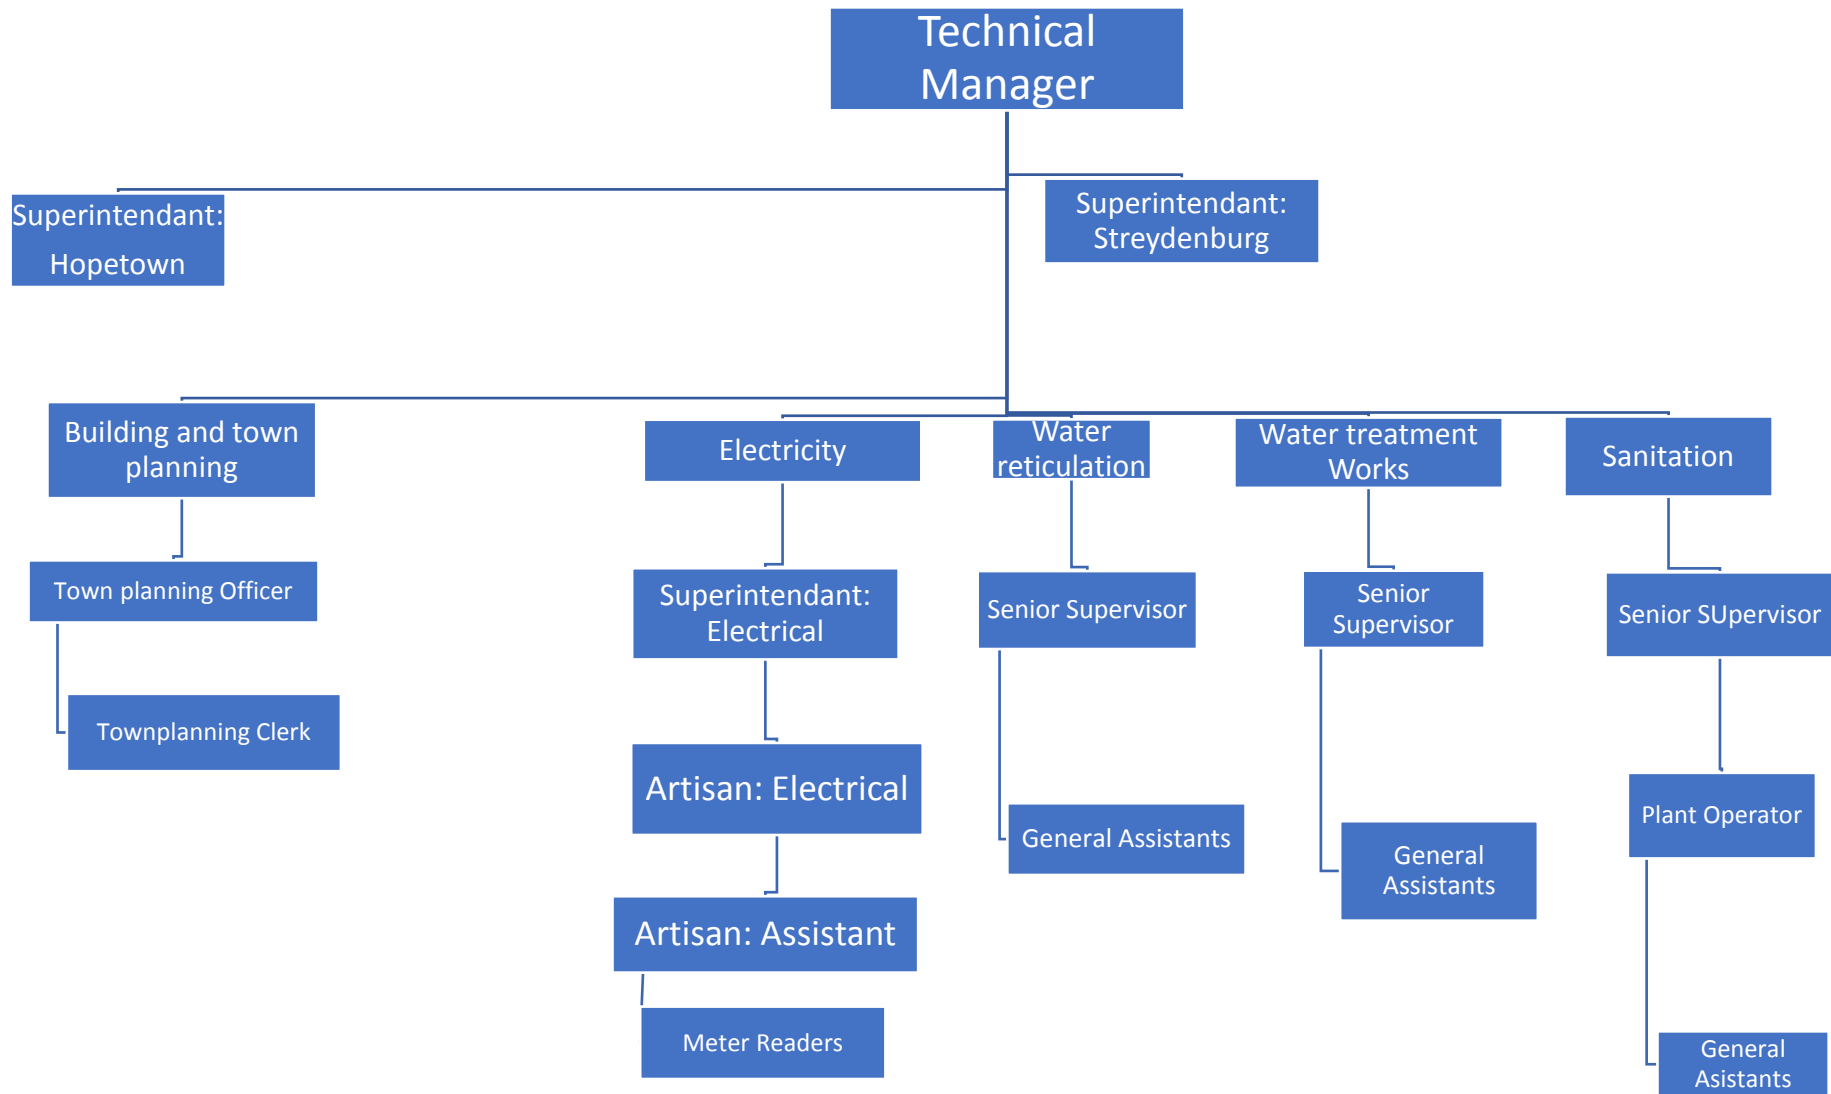 Technical
Manager
Superintendant:
Hopetown
Superintendant:
Streydenburg
Building and town
planning
Electricity
Water
reticulation
Water treatment
Works
Sanitation
Town planning Officer
Superintendant:
Electrical
Senior Supervisor
Senior
Supervisor
Senior SUpervisor
Townplanning Clerk
Artisan: Electrical
General Assistants
General
Assistants
Plant Operator
Artisan: Assistant
Meter Readers
General
Asistants